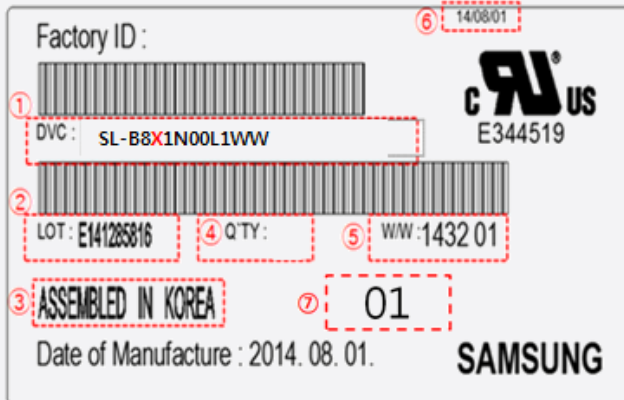 ⑥ 14/08/01
Factory ID :
c RU ® US
E344519
①
DVC : SL-B8X1N00L1WW
②
LOT : E141285816
④ Q'TY :
⑤ W/W : 1432 01
③ ASSEMBLED IN KOREA
⑦ 01
Date of Manufacture : 2014. 08. 01.
SAMSUNG